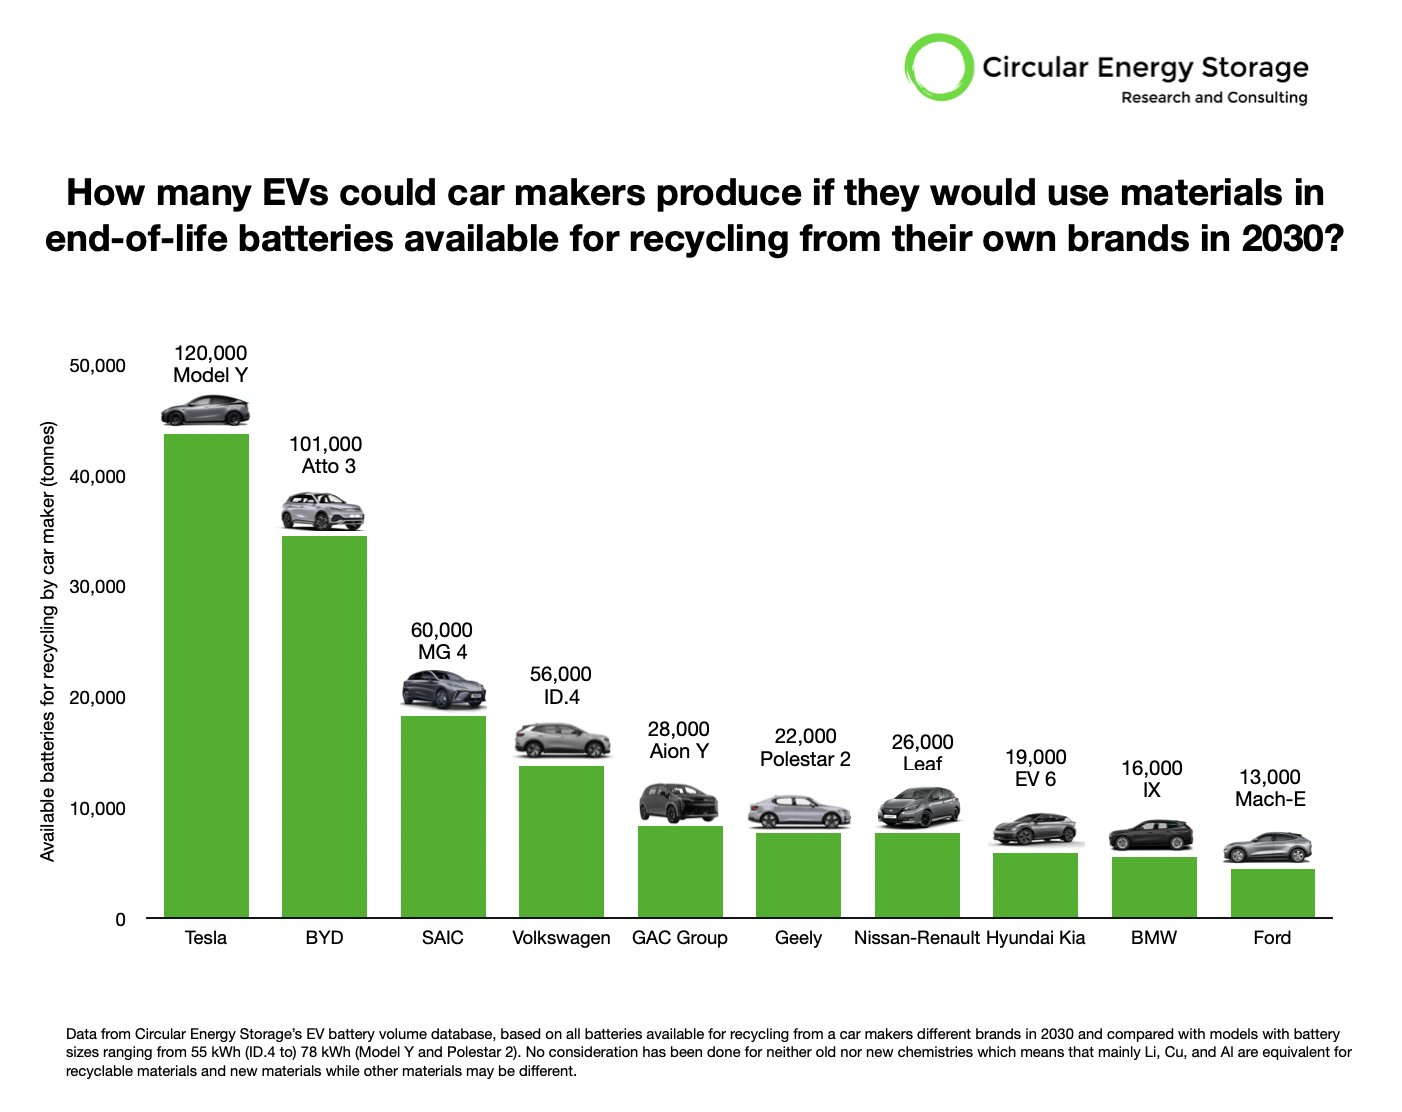 Circular Energy Storage
Research and Consulting
How many EVs could car makers produce if they would use materials in
end-of-life batteries available for recycling from their own brands in 2030?
Available batteries for recycling by car maker (tonnes)
50,000
40,000
30,000
20,000
10,000
0
120,000
Model Y
101,000
Atto 3
60,000
MG 4
56,000
ID.4
28,000
Aion Y
22,000
Polestar 2
26,000
Leaf
19,000
EV 6
16,000
IX
13,000
Mach-E
Tesla
BYD
SAIC
Volkswagen
GAC Group
Geely
Nissan-Renault
Hyundai Kia
BMW
Ford
Data from Circular Energy Storage’s EV battery volume database, based on all batteries available for recycling from a car makers different brands in 2030 and compared with models with battery
sizes ranging from 55 kWh (ID.4 to) 78 kWh (Model Y and Polestar 2). No consideration has been done for neither old nor new chemistries which means that mainly Li, Cu, and Al are equivalent for
recyclable materials and new materials while other materials may be different.